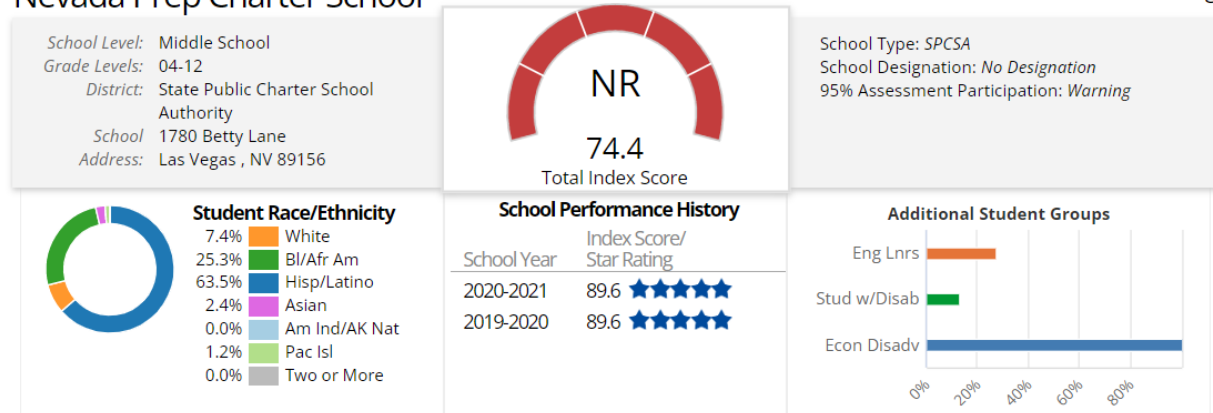 Nevada Prep Charter School
School Level: Middle School
Grade Levels: 04-12
District: State Public Charter School
Authority
School 1780 Betty Lane
Address: Las Vegas , NV 89156
NR
74.4
Total Index Score
School Type: SPCSA
School Designation: No Designation
95% Assessment Participation: Warning
Student Race/Ethnicity
7.4% White
25.3% Bl/Afr Am
63.5% Hisp/Latino
2.4% Asian
0.0% Am Ind/AK Nat
1.2% Pac Isl
0.0% Two or More
School Performance History
Index Score/
School Year Star Rating
2020-2021 89.6
2019-2020 89.6
Additional Student Groups
Eng Lnrs
Stud w/Disab
Econ Disadv
0% 20% 40% 60% 80%